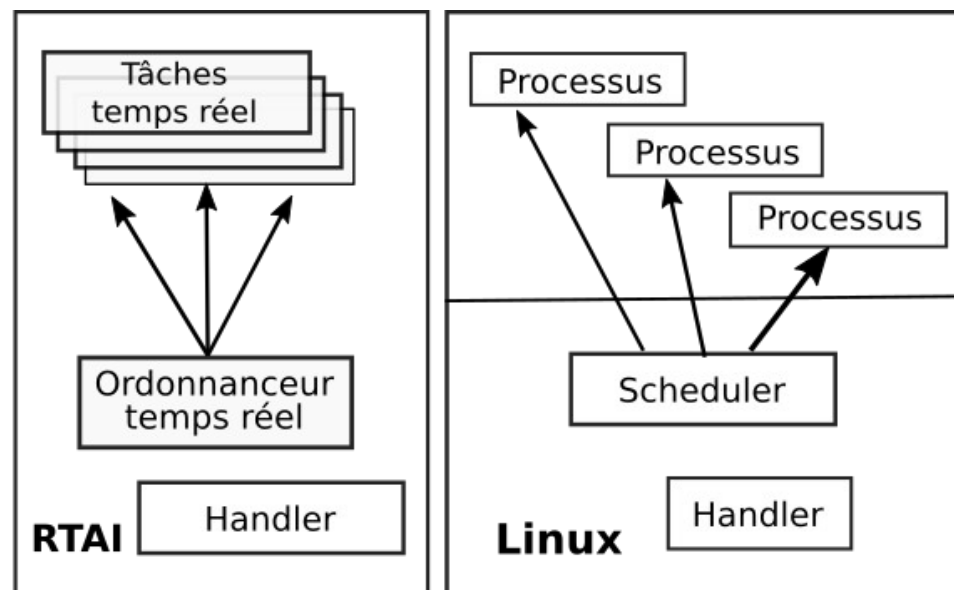 Tâches
temps réel
Ordonnanceur
temps réel
Handler
RTAI
Processus
Processus
Processus
Scheduler
Handler
Linux